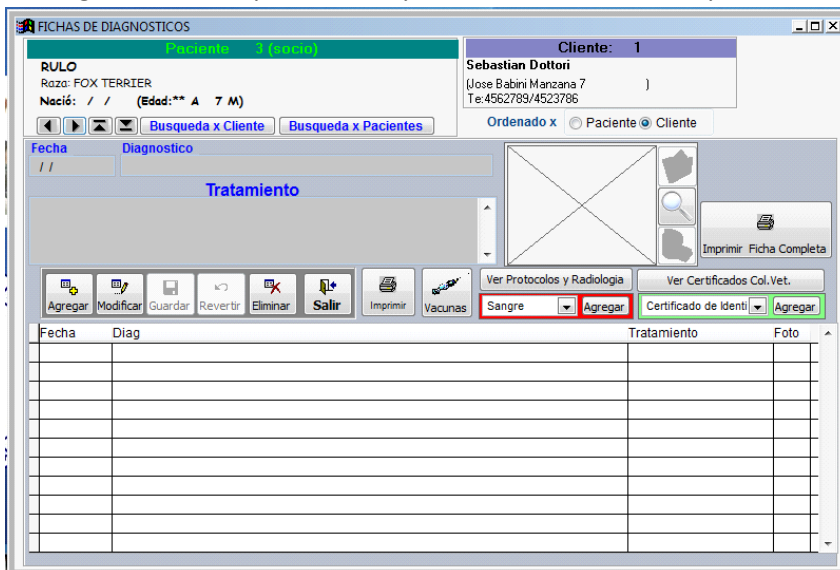 FICHAS DE DIAGNOSTICOS
Paciente 3 (socio)
Cliente: 1
RULO
Raza: FOX TERRIER
Nació: / / (Edad:** A 7 M)
Sebastian Dottori
(Jose Babini Manzana 7 )
Te:4562789/4523786
Busqueda x Cliente Busqueda x Pacientes
Ordenado x Paciente Cliente
Fecha Diagnostico
/ /
Tratamiento
Imprimir Ficha Completa
Agregar Modificar Guardar Revertir Eliminar Salir Imprimir Vacunas
Ver Protocolos y Radiologia Ver Certificados Col.Vet.
Sangre Agregar Certificado de Identi Agregar
Fecha Diag Tratamiento Foto